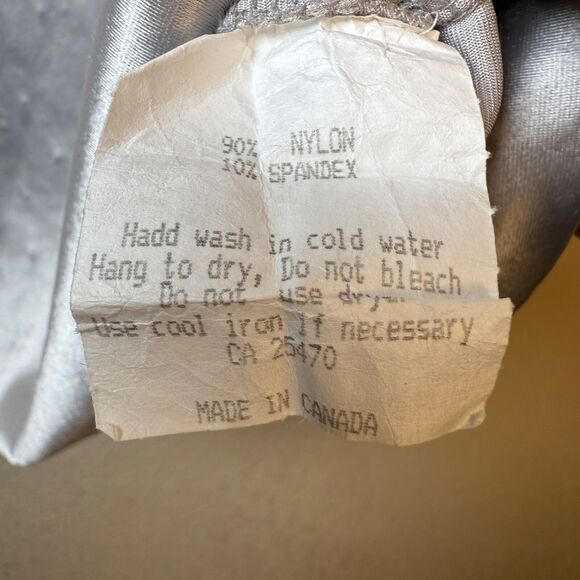 90% NYLON
10% SPANDEX
Hadd wash in cold water
Hang to dry, Do not bleach
Do not use
Use cool iron if necessary
CA 25470
MADE IN CANADA